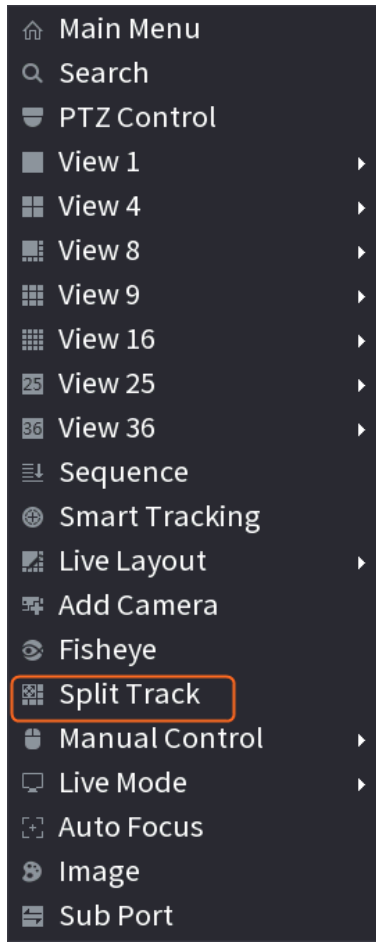 Main Menu
Search
PTZ Control
View 1
View 4
View 8
View 9
View 16
25 View 25
36 View 36
Sequence
Smart Tracking
Live Layout
Add Camera
Fisheye
Split Track
Manual Control
Live Mode
Auto Focus
Image
Sub Port